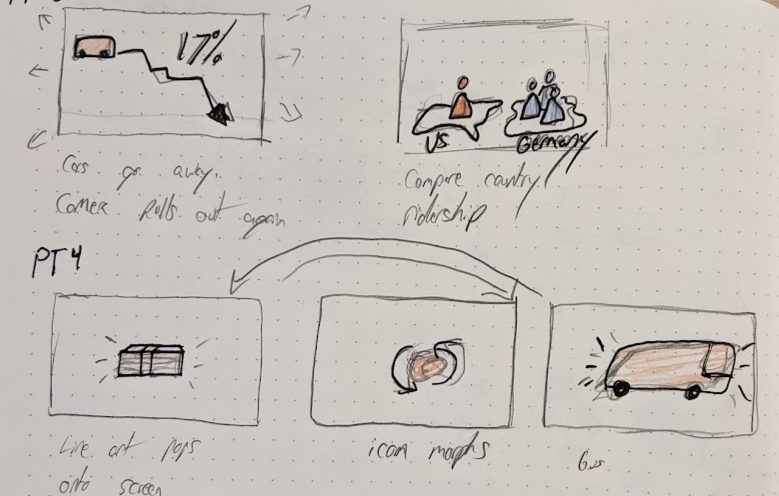 17%
US
Germany
Cars go away.
Camera pulls out again
Compare country
ridership
PT 4
Line art pops
onto screen
icon morphs
Bus